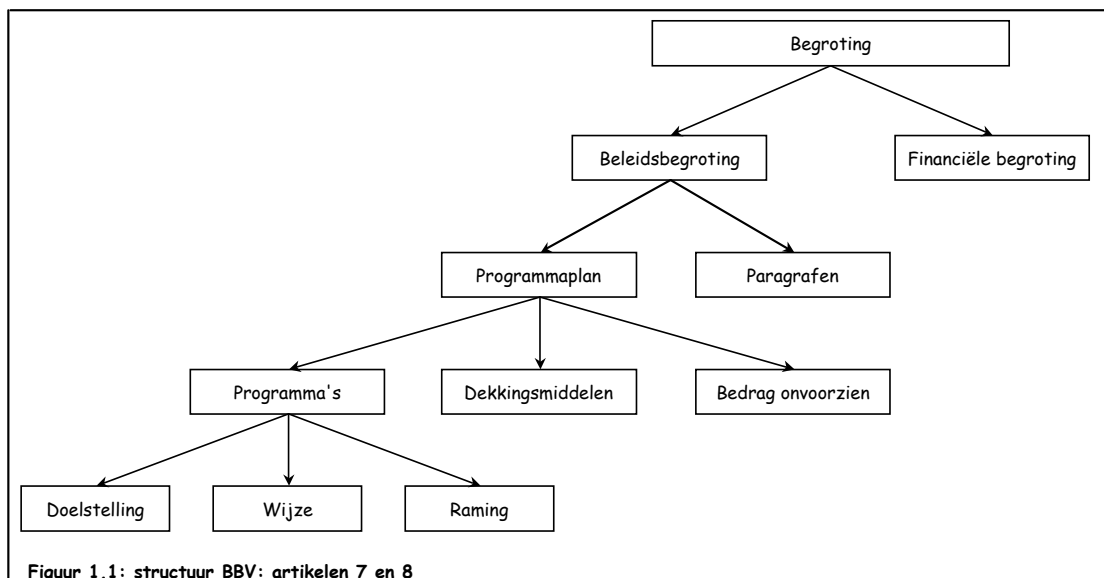 Begroting
Beleidsbegroting
Financiële begroting
Programmaplan
Paragrafen
Programma's
Dekkingsmiddelen
Bedrag onvoorzien
Doelstelling
Wijze
Raming
Figuur 1.1: structuur BBV: artikelen 7 en 8